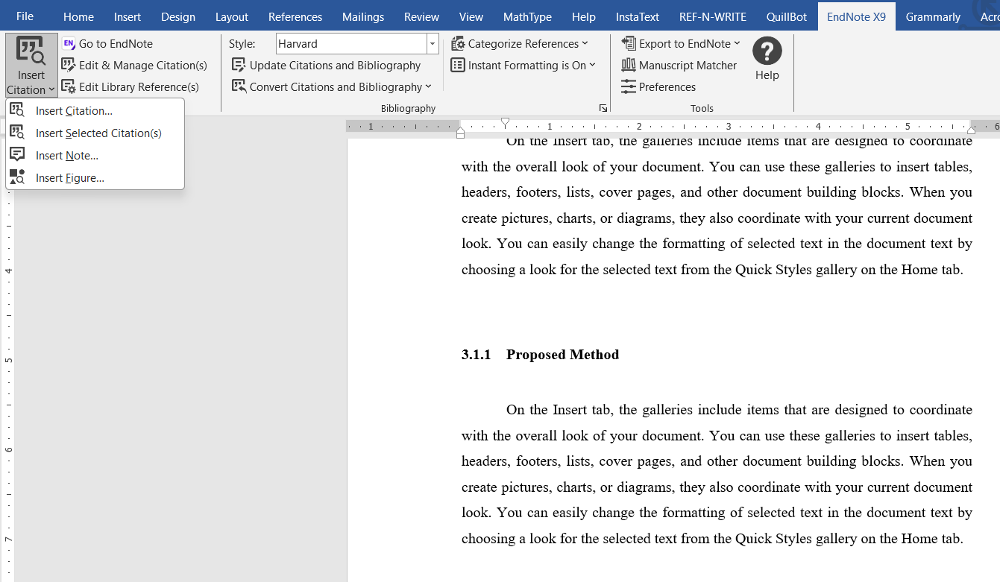 File Home Insert Design Layout References Mailings Review View MathType Help InstaText REF-N-WRITE QuillBot EndNote X9 Grammarly Acro
Insert Citation
EN Go to EndNote
Edit & Manage Citation(s)
Edit Library Reference(s)
Style: Harvard
Update Citations and Bibliography
Convert Citations and Bibliography
Categorize References
Instant Formatting is On
Bibliography
Export to EndNote
Manuscript Matcher
Preferences
Help
Tools
Insert Citation...
Insert Selected Citation(s)
Insert Note...
Insert Figure...
1 1 2 3 4 5 6
4
5
6
7
On the Insert tab, the galleries include items that are designed to coordinate
with the overall look of your document. You can use these galleries to insert tables,
headers, footers, lists, cover pages, and other document building blocks. When you
create pictures, charts, or diagrams, they also coordinate with your current document
look. You can easily change the formatting of selected text in the document text by
choosing a look for the selected text from the Quick Styles gallery on the Home tab.
3.1.1 Proposed Method
On the Insert tab, the galleries include items that are designed to coordinate
with the overall look of your document. You can use these galleries to insert tables,
headers, footers, lists, cover pages, and other document building blocks. When you
create pictures, charts, or diagrams, they also coordinate with your current document
look. You can easily change the formatting of selected text in the document text by
choosing a look for the selected text from the Quick Styles gallery on the Home tab.